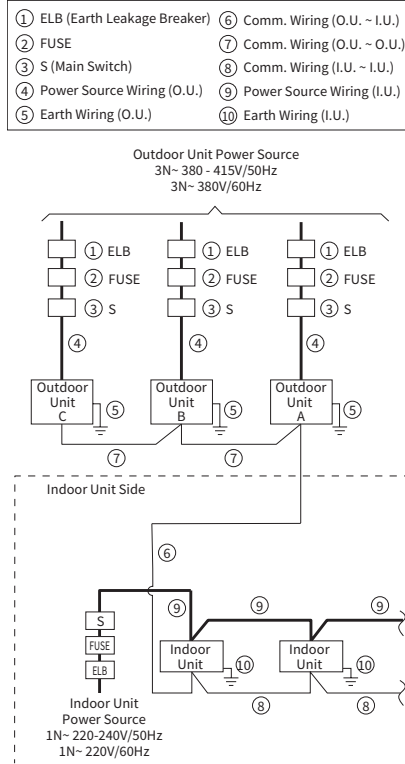 ① ELB (Earth Leakage Breaker)
② FUSE
③ S (Main Switch)
④ Power Source Wiring (O.U.)
⑤ Earth Wiring (O.U.)
⑥ Comm. Wiring (O.U. ~ I.U.)
⑦ Comm. Wiring (O.U. ~ O.U.)
⑧ Comm. Wiring (I.U. ~ I.U.)
⑨ Power Source Wiring (I.U.)
⑩ Earth Wiring (I.U.)
Outdoor Unit Power Source
3N~ 380 - 415V/50Hz
3N~ 380V/60Hz
① ELB
② FUSE
③ S
④
① ELB
② FUSE
③ S
④
① ELB
② FUSE
③ S
④
Outdoor
Unit
C
⑤
Outdoor
Unit
B
⑤
Outdoor
Unit
A
⑤
⑦
⑦
Indoor Unit Side
⑥
⑨
⑨
⑨
S
FUSE
ELB
Indoor
Unit
⑩
Indoor
Unit
⑩
⑧
⑧
Indoor Unit
Power Source
1N~ 220-240V/50Hz
1N~ 220V/60Hz